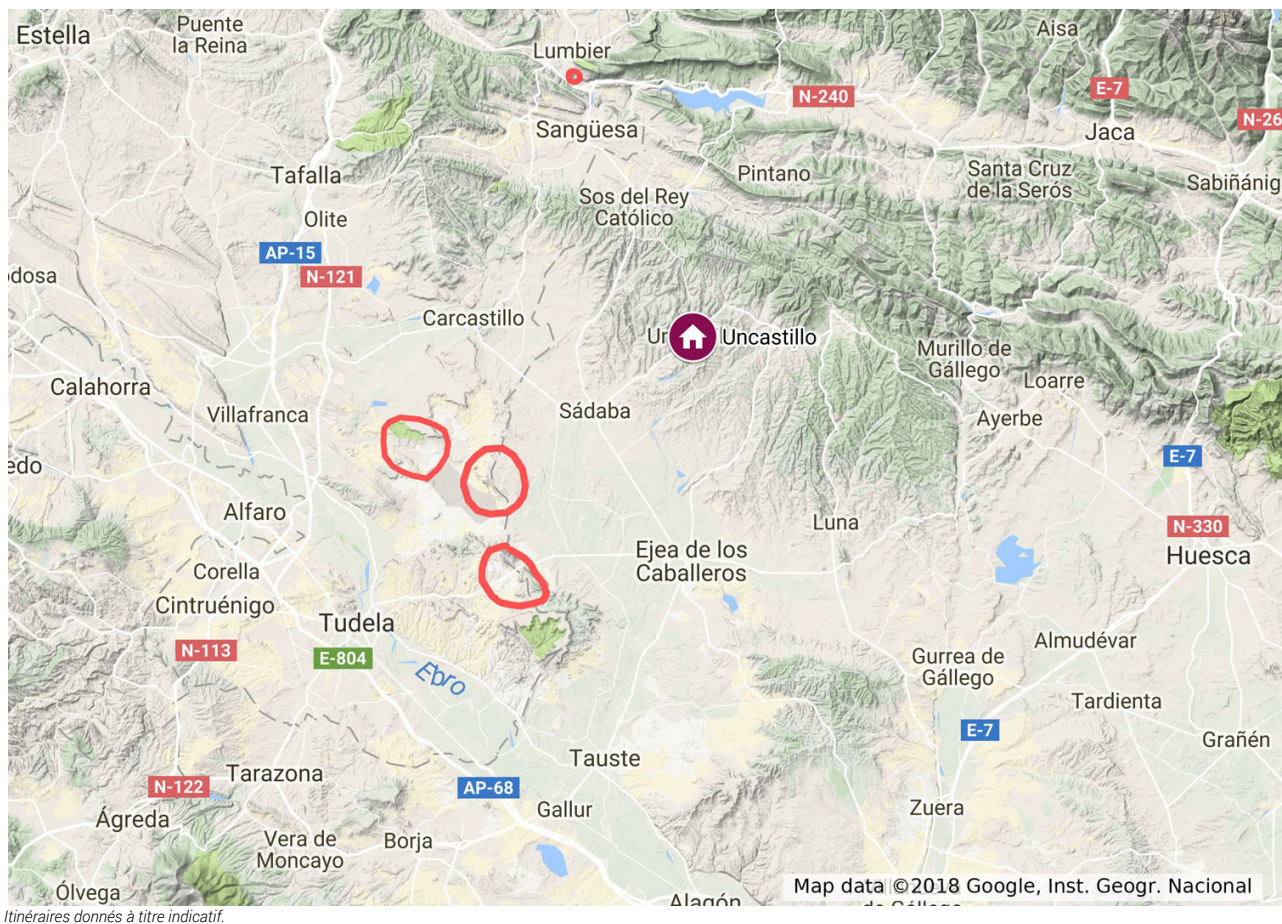 Estella
Puente
la Reina
Lumbier
Aisa
E-7
N-240
N-26
Sangüesa
Jaca
Tafalla
Pintano
Santa Cruz
de la Serós
Sabiñánig
Sos del Rey
Católico
Olite
AP-15
N-121
odosa
Carcastillo
Ur
Uncastillo
Murillo de
Gállego
Loarre
Calahorra
Villafranca
Sádaba
Ayerbe
edo
E-7
Alfaro
Luna
N-330
Huesca
Ejea de los
Caballeros
Corella
Cintruénigo
Tudela
N-113
E-804
Ebro
Almudévar
Gurrea de
Gállego
Tardienta
E-7
Grañén
Tauste
Tarazona
N-122
AP-68
Gallur
Zuera
Ágreda
Vera de
Moncayo
Borja
Ólvega
Alagón
de Gállego
Map data ©2018 Google, Inst. Geogr. Nacional
Itinéraires donnés à titre indicatif.